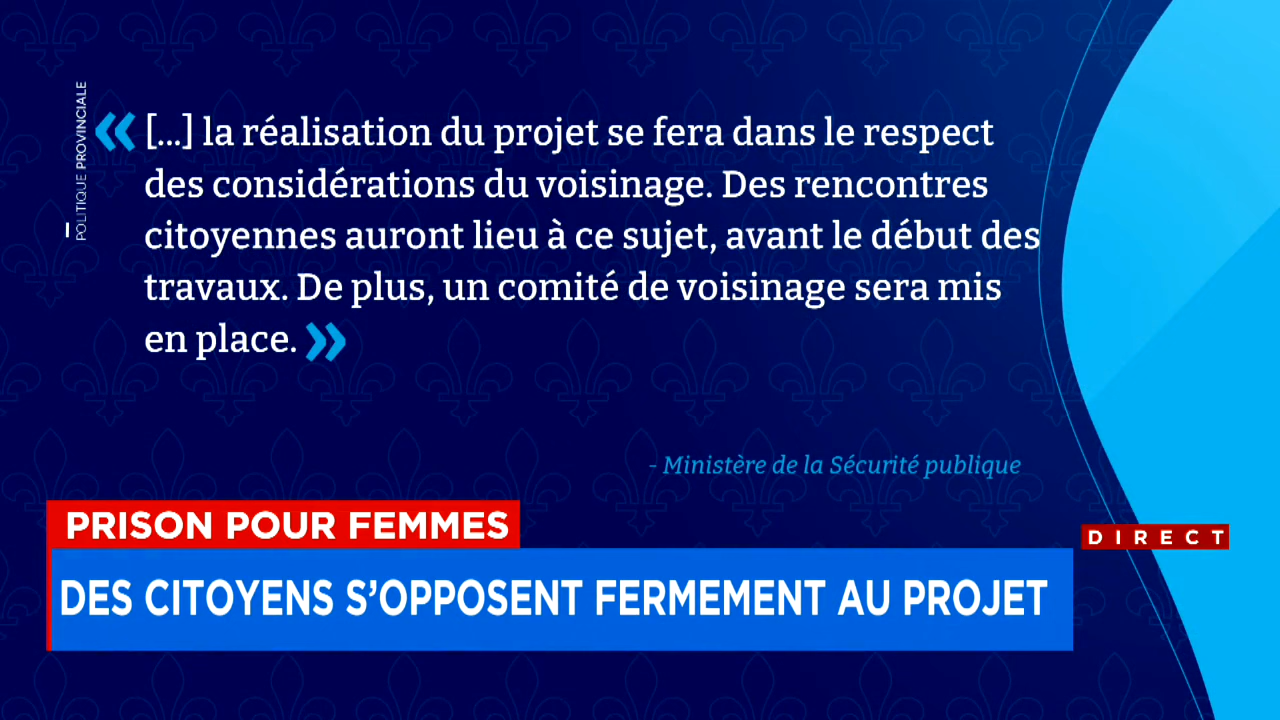 POLITIQUE PROVINCIALE
« [...] la réalisation du projet se fera dans le respect
des considérations du voisinage. Des rencontres
citoyennes auront lieu à ce sujet, avant le début des
travaux. De plus, un comité de voisinage sera mis
en place. »
- Ministère de la Sécurité publique
PRISON POUR FEMMES
DIRECT
DES CITOYENS S'OPPOSENT FERMEMENT AU PROJET